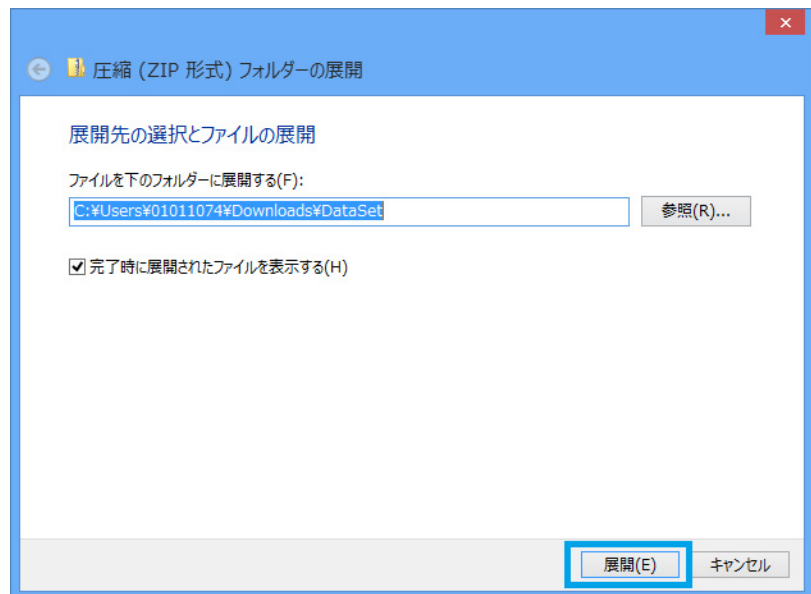 圧縮 (ZIP 形式) フォルダーの展開
展開先の選択とファイルの展開
ファイルを下のフォルダーに展開する(F):
C:¥Users¥01011074¥Downloads¥DataSet
参照(R)...
完了時に展開されたファイルを表示する(H)
展開(E)
キャンセル